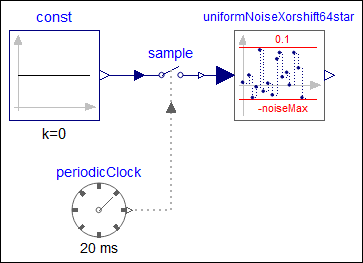 const
sample
uniformNoiseXorshift64star
0.1
-noiseMax
k=0
periodicClock
20 ms